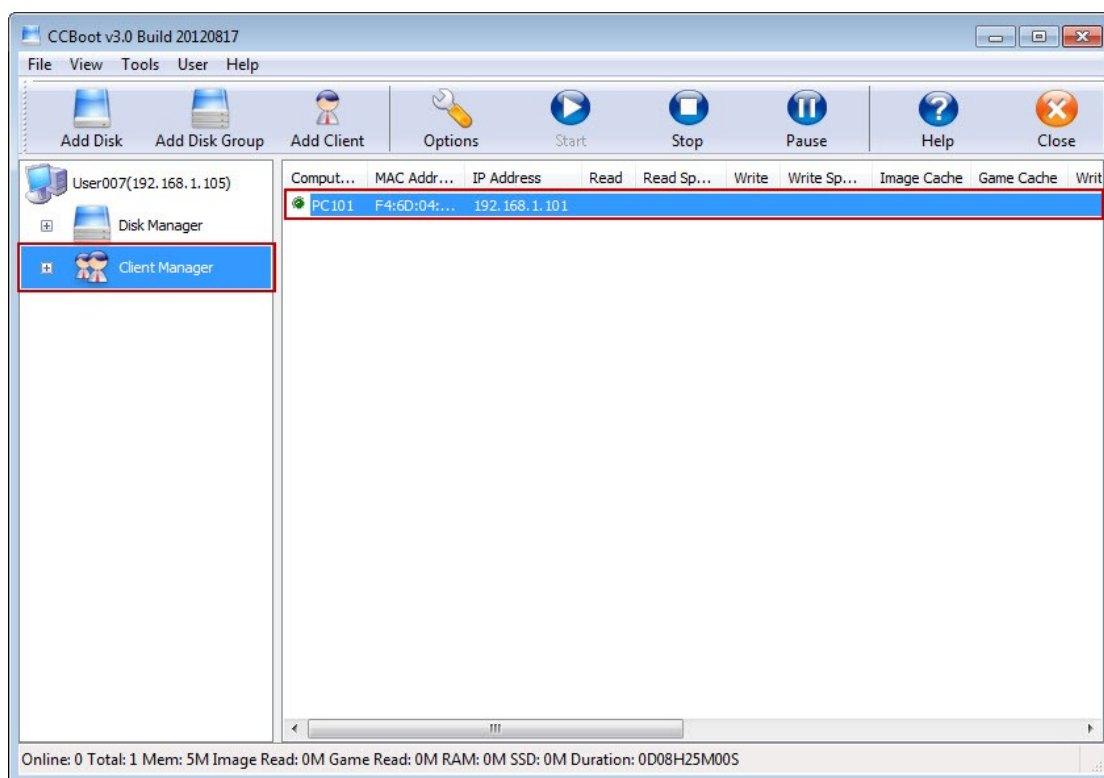 CCBoot v3.0 Build 20120817
File View Tools User Help
Add Disk Add Disk Group Add Client Options Start Stop Pause Help Close
User007(192.168.1.105)
Disk Manager
Client Manager
Comput... MAC Addr... IP Address Read Read Sp... Write Write Sp... Image Cache Game Cache Writ
PC101 F4:6D:04:... 192.168.1.101
Online: 0 Total: 1 Mem: 5M Image Read: 0M Game Read: 0M RAM: 0M SSD: 0M Duration: 0D08H25M00S